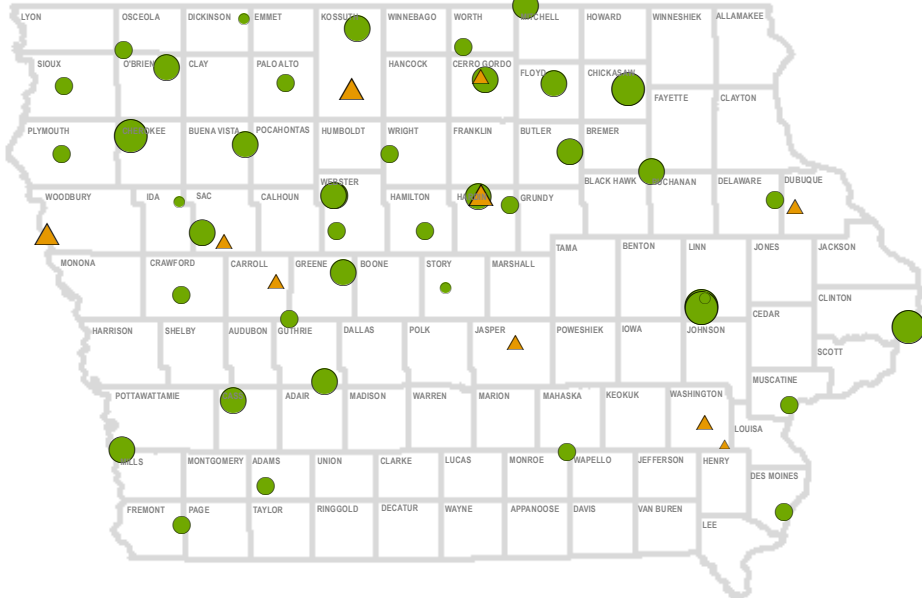 LYON OSCEOLA DICKINSON EMMET KOSSUTH WINNEBAGO WORTH MITCHELL HOWARD WINNESHIEK ALLAMAKEE
SIOUX O'BRIEN CLAY PALO ALTO HANCOCK CERRO GORDO FLOYD CHICKASAW
FAYETTE CLAYTON
PLYMOUTH CHEROKEE BUENA VISTA POCAHONTAS HUMBOLDT WRIGHT FRANKLIN BUTLER BREMER
WEBSTER BLACK HAWK BUCHANAN DELAWARE DUBUQUE
WOODBURY IDA SAC CALHOUN HAMILTON HARDIN GRUNDY
TAMA BENTON LINN JONES JACKSON
MONONA CRAWFORD CARROLL GREENE BOONE STORY MARSHALL
CLINTON
CEDAR
HARRISON SHELBY AUDUBON GUTHRIE DALLAS POLK JASPER POWESHIEK IOWA JOHNSON
SCOTT
MUSCATINE
POTTAWATTAMIE ADAIR MADISON WARREN MARION MAHASKA KEOKUK WASHINGTON
LOUISA
MILLS MONTGOMERY ADAMS UNION CLARKE LUCAS MONROE WAPELLO JEFFERSON HENRY
DES MOINES
FREMONT PAGE TAYLOR RINGGOLD DECATUR WAYNE APPANOOSE DAVIS VAN BUREN
LEE